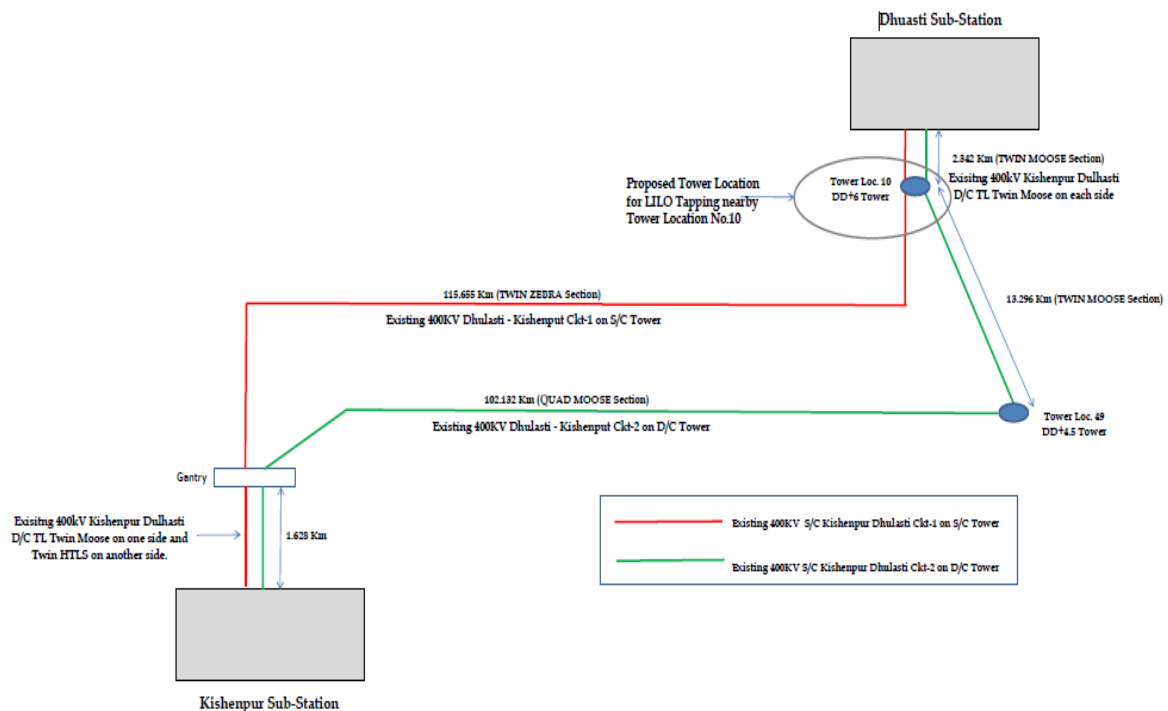 Dhuasti Sub-Station
2.342 Km (TWIN MOOSE Section)
Exisitng 400kV Kishenpur Dulhasti
D/C TL Twin Moose on each side
Tower Loc. 10
DD+6 Tower
Proposed Tower Location
for LILO Tapping nearby
Tower Location No.10
115.655 Km (TWIN ZEBRA Section)
Existing 400KV Dhulasti - Kishenput Ckt-1 on S/C Tower
13.296 Km (TWIN MOOSE Section)
102.132 Km (QUAD MOOSE Section)
Existing 400KV Dhulasti - Kishenput Ckt-2 on D/C Tower
Tower Loc. 49
DD+4.5 Tower
Gantry
Exisitng 400kV Kishenpur Dulhasti
D/C TL Twin Moose on one side and
Twin HTLS on another side.
1.628 Km
Existing 400KV S/C Kishenpur Dhulasti Ckt-1 on S/C Tower
Existing 400KV S/C Kishenpur Dhulasti Ckt-2 on D/C Tower
Kishenpur Sub-Station